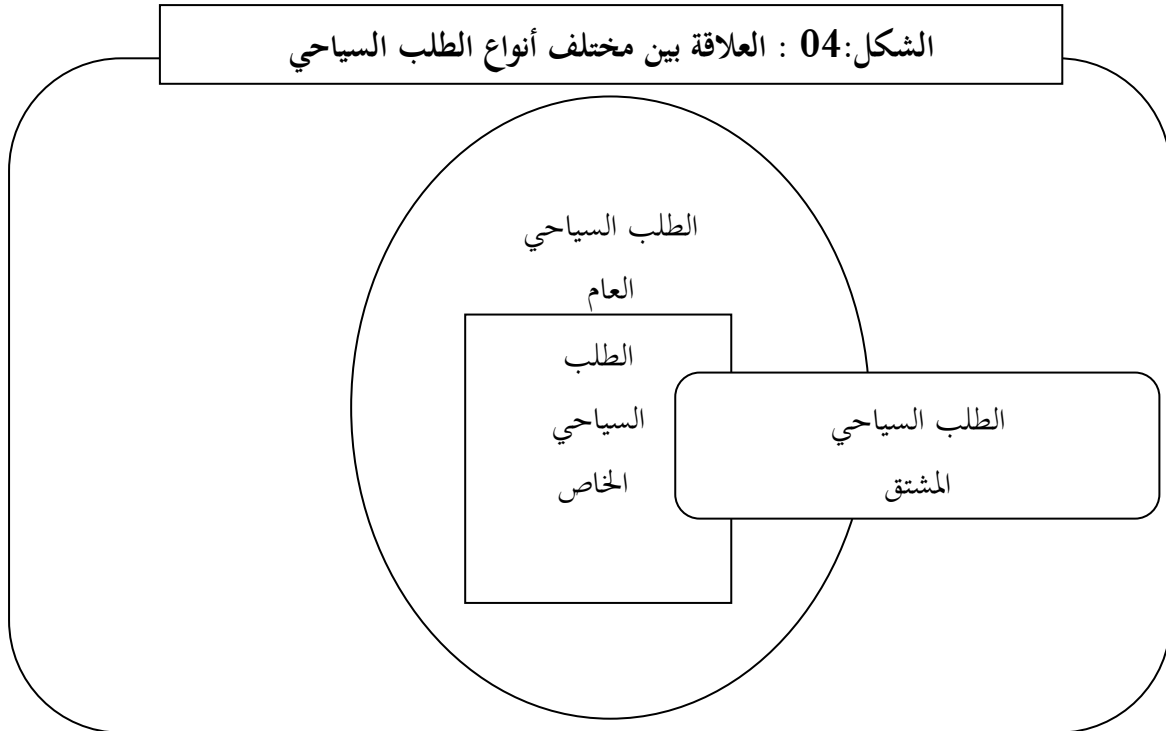 الشكل:04 : العلاقة بين مختلف أنواع الطلب السياحي
الطلب السياحي
العام
الطلب
السياحي
الخاص
الطلب السياحي
المشتق